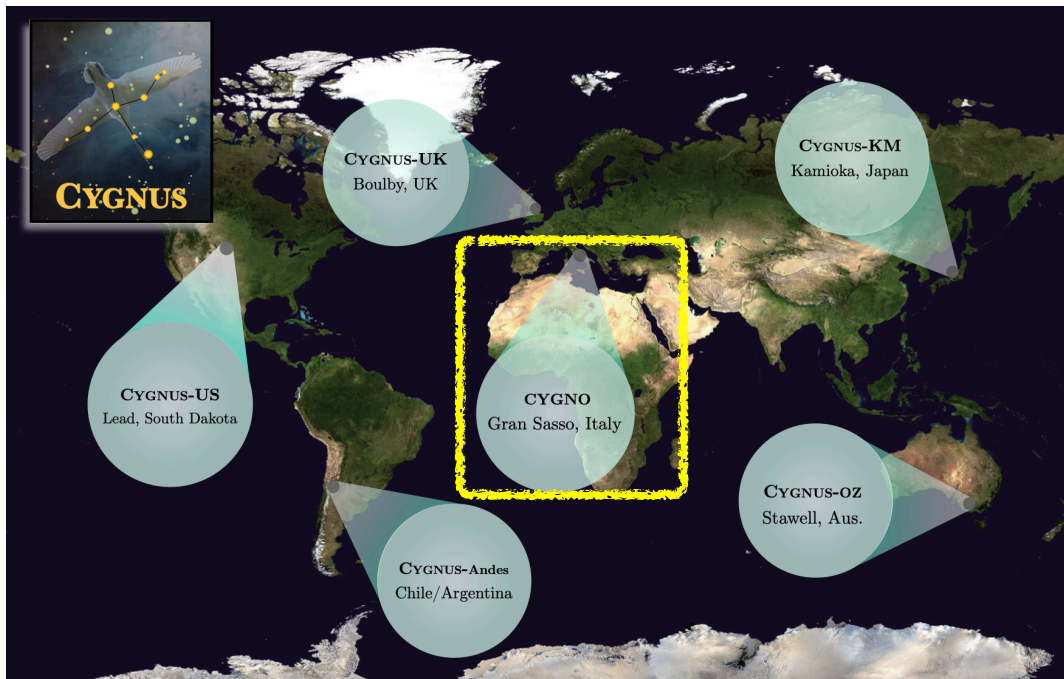 CYGNUS
CYGNUS-UK
Boulby, UK
CYGNUS-KM
Kamioka, Japan
CYGNUS-US
Lead, South Dakota
CYGNO
Gran Sasso, Italy
CYGNUS-OZ
Stawell, Aus.
CYGNUS-Andes
Chile/Argentina